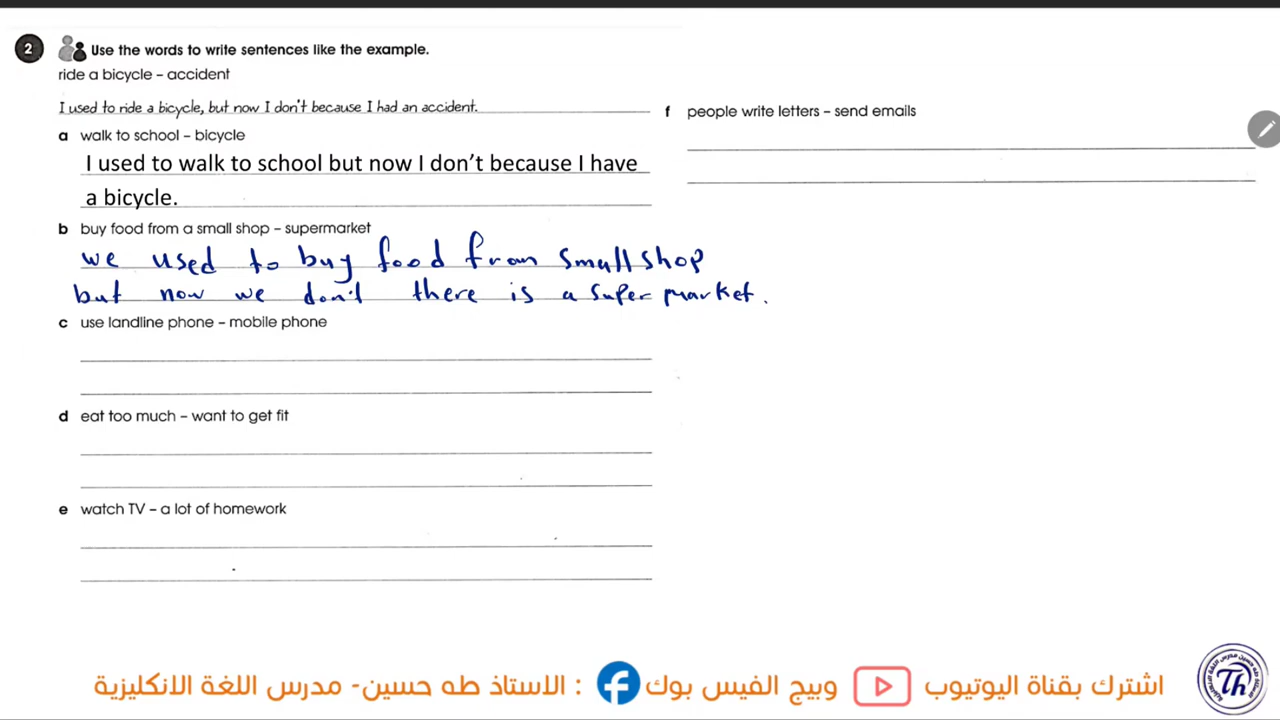 2 Use the words to write sentences like the example.
ride a bicycle – accident
I used to ride a bicycle, but now I don't because I had an accident.
a walk to school – bicycle
I used to walk to school but now I don't because I have
a bicycle.
b buy food from a small shop – supermarket
we used to buy food from small shop
but now we don't there is a super market.
c use landline phone – mobile phone
d eat too much – want to get fit
e watch TV – a lot of homework
f people write letters – send emails
اشترك بقناة اليوتيوب وبيج الفيس بوك : الاستاذ طه حسين- مدرس اللغة الانكليزية
Th